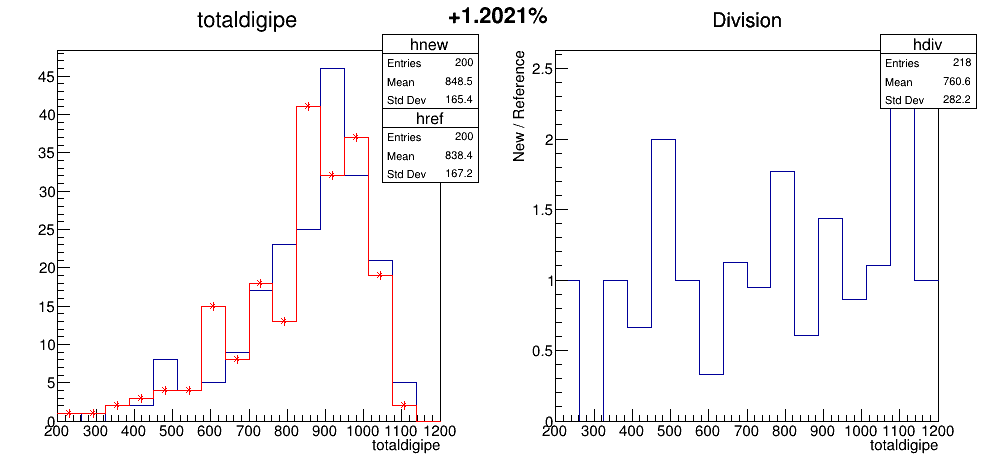 +1.2021%
totaldigipe
hnew
Entries 200
Mean 848.5
Std Dev 165.4
href
Entries 200
Mean 838.4
Std Dev 167.2
45
40
35
30
25
20
15
10
5
0
200 300 400 500 600 700 800 900 1000 1100 1200
totaldigipe
Division
hdiv
Entries 218
Mean 760.6
Std Dev 282.2
New / Reference
2.5
2
1.5
1
0.5
0
200 300 400 500 600 700 800 900 1000 1100 1200
totaldigipe